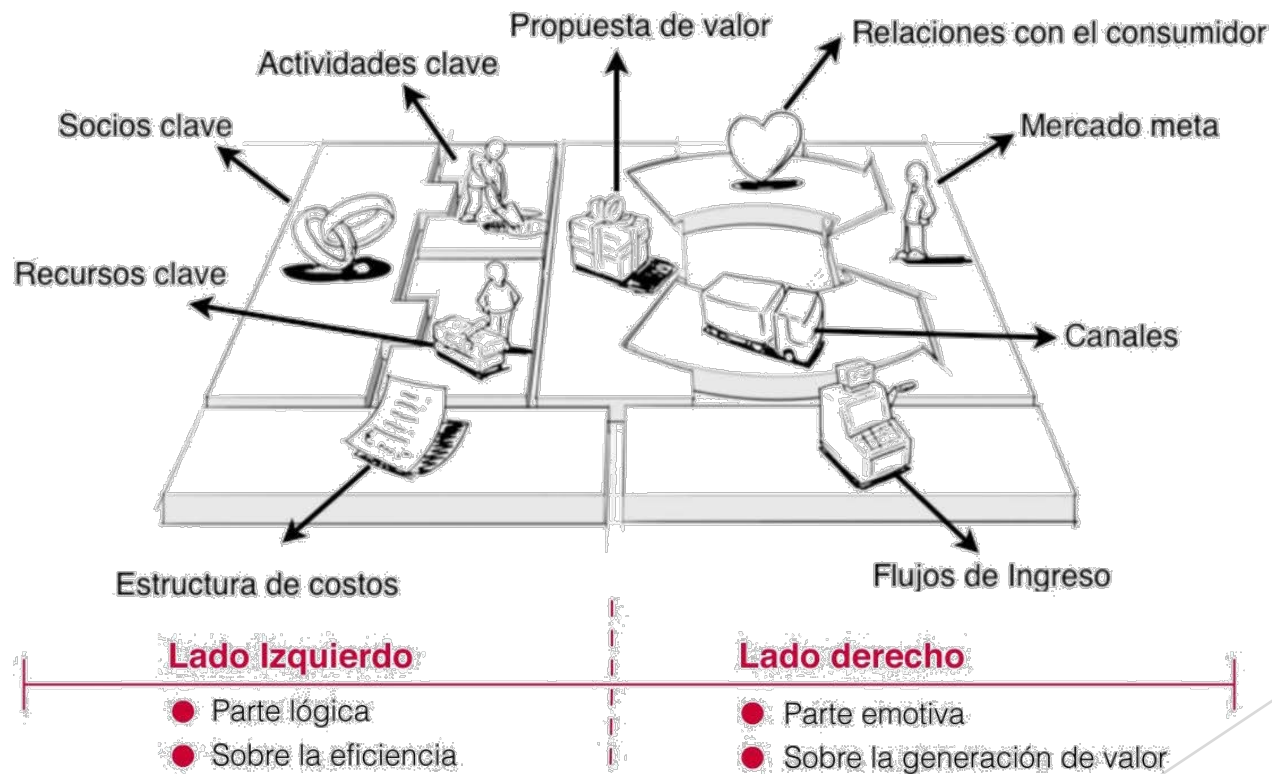 Propuesta de valor
Relaciones con el consumidor
Actividades clave
Socios clave
Mercado meta
Recursos clave
Canales
Estructura de costos
Flujos de Ingreso
Lado Izquierdo
Parte lógica
Sobre la eficiencia
Lado derecho
Parte emotiva
Sobre la generación de valor